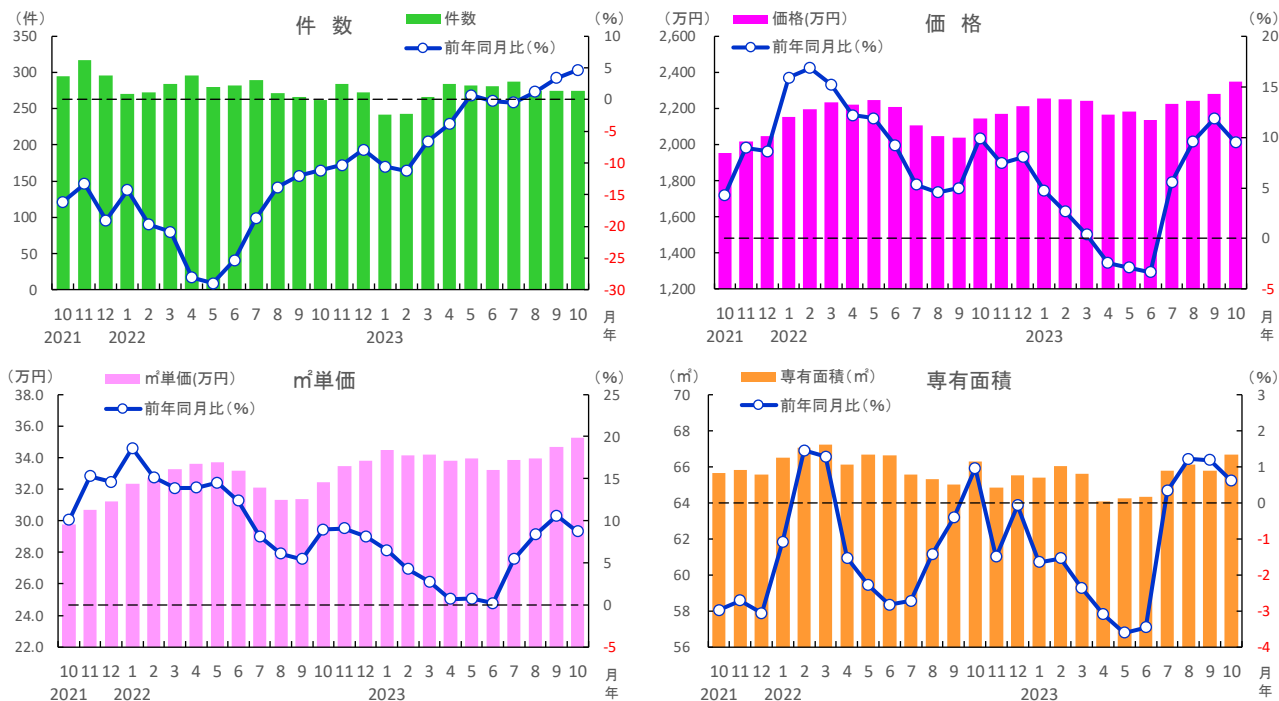 （件）
件 数
件数
前年同月比（%）
（%）
350
300
250
200
150
100
50
0
10
5
0
-5
-10
-15
-20
-25
-30
10 11 12 1 2 3 4 5 6 7 8 9 10 11 12 1 2 3 4 5 6 7 8 9 10 月
2021 2022 2023 年
（万円）
価格(万円)
前年同月比（%）
価 格
（%）
2,600
2,400
2,200
2,000
1,800
1,600
1,400
1,200
20
15
10
5
0
-5
10 11 12 1 2 3 4 5 6 7 8 9 10 11 12 1 2 3 4 5 6 7 8 9 10 月
2021 2022 2023 年
（万円）
㎡単価(万円)
前年同月比（%）
㎡単価
（%）
38.0
36.0
34.0
32.0
30.0
28.0
26.0
24.0
22.0
25
20
15
10
5
0
-5
10 11 12 1 2 3 4 5 6 7 8 9 10 11 12 1 2 3 4 5 6 7 8 9 10 月
2021 2022 2023 年
（㎡）
専有面積（㎡）
前年同月比（%）
専有面積
（%）
70
68
66
64
62
60
58
56
3
2
1
0
-1
-2
-3
-4
10 11 12 1 2 3 4 5 6 7 8 9 10 11 12 1 2 3 4 5 6 7 8 9 10 月
2021 2022 2023 年